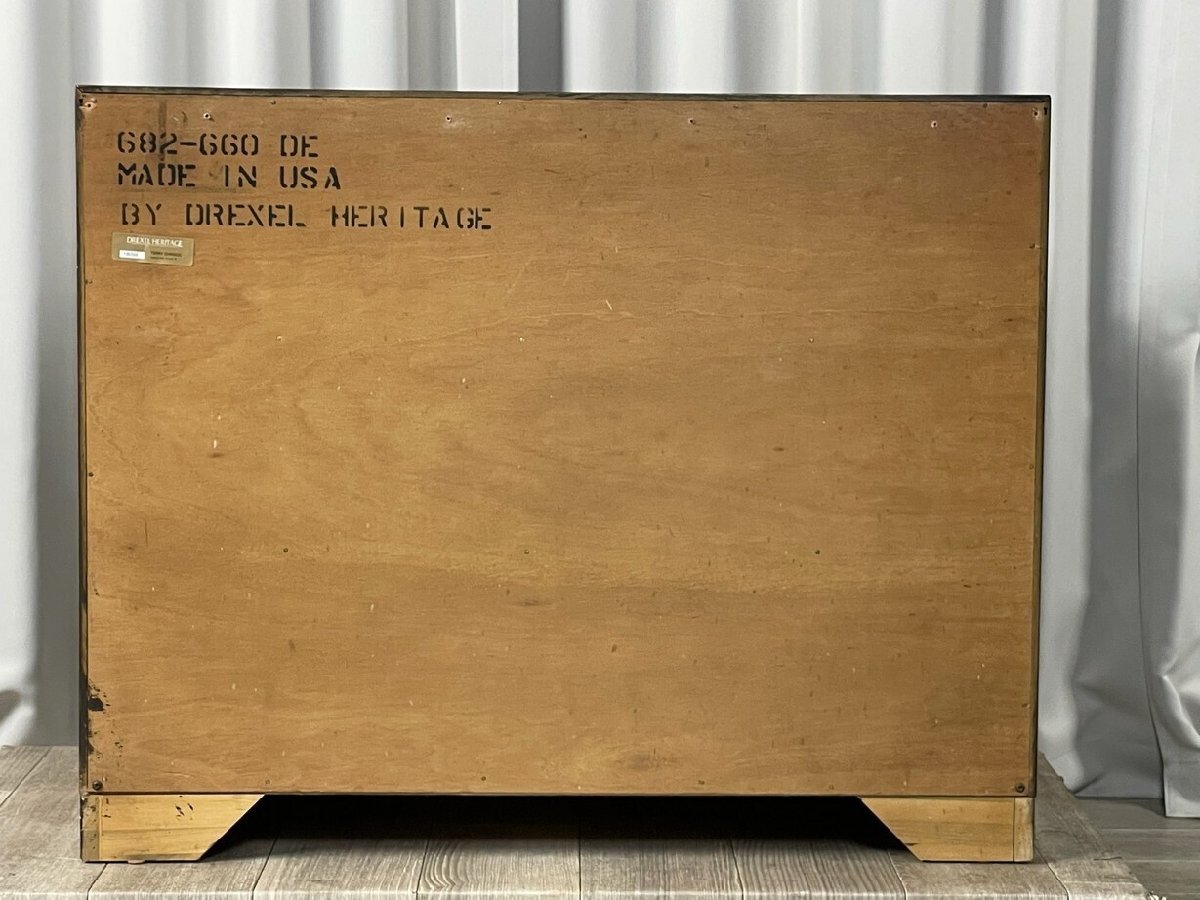 682-660 DE
MADE IN USA
BY DREXEL HERITAGE
DREXEL HERITAGE